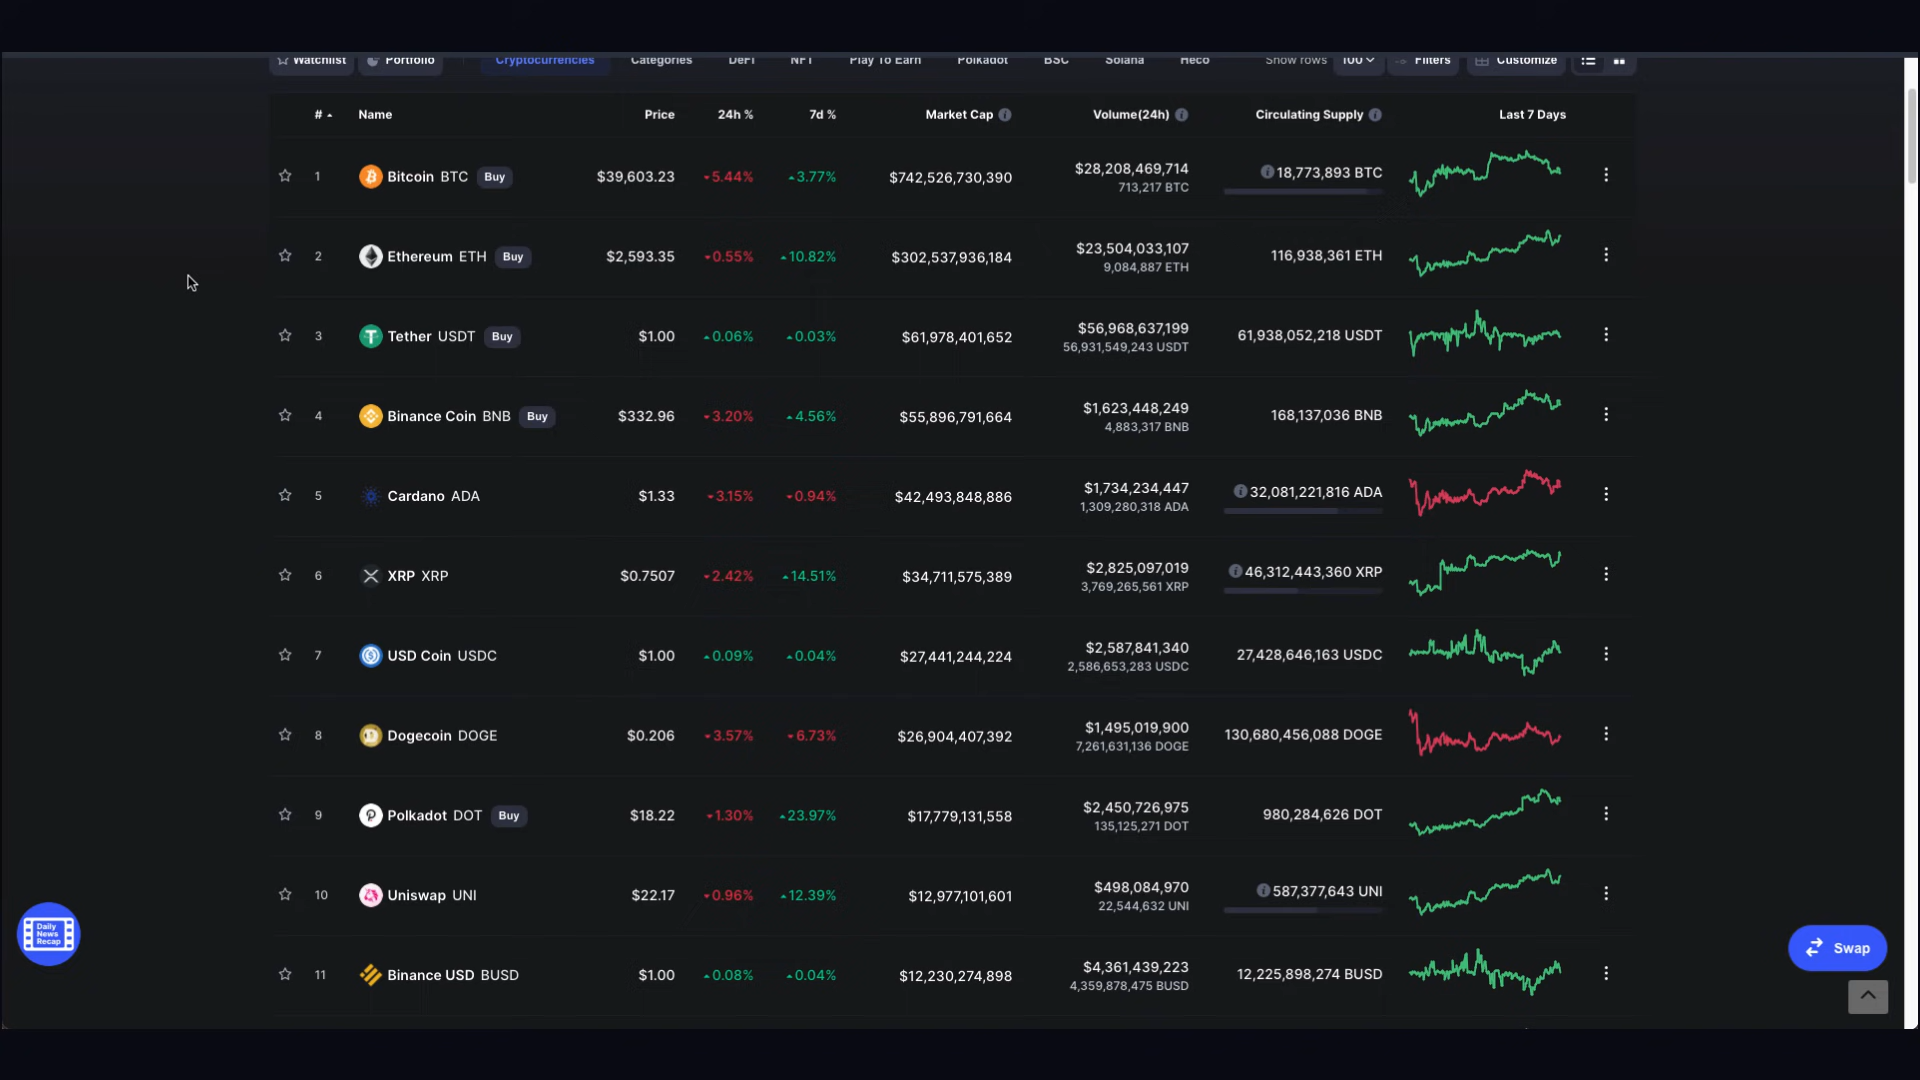 Watchlist Portfolio Cryptocurrencies Categories DeFi NFT Play To Earn Polkadot BSC Solana Heco Show rows 100 Filters Customize
# Name Price 24h % 7d % Market Cap Volume(24h) Circulating Supply Last 7 Days
1 Bitcoin BTC Buy $39,603.23 5.44% 3.77% $742,526,730,390 $28,208,469,714 18,773,893 BTC
713,217 BTC
2 Ethereum ETH Buy $2,593.35 0.55% 10.82% $302,537,936,184 $23,504,033,107 116,938,361 ETH
9,084,887 ETH
3 Tether USDT Buy $1.00 0.06% 0.03% $61,978,401,652 $56,968,637,199 61,938,052,218 USDT
56,931,549,243 USDT
4 Binance Coin BNB Buy $332.96 3.20% 4.56% $55,896,791,664 $1,623,448,249 168,137,036 BNB
4,883,317 BNB
5 Cardano ADA $1.33 3.15% 0.94% $42,493,848,886 $1,734,234,447 32,081,221,816 ADA
1,309,280,318 ADA
6 XRP XRP $0.7507 2.42% 14.51% $34,711,575,389 $2,825,097,019 46,312,443,360 XRP
3,769,265,561 XRP
7 USD Coin USDC $1.00 0.09% 0.04% $27,441,244,224 $2,587,841,340 27,428,646,163 USDC
2,586,653,283 USDC
8 Dogecoin DOGE $0.206 3.57% 6.73% $26,904,407,392 $1,495,019,900 130,680,456,088 DOGE
7,261,631,136 DOGE
9 Polkadot DOT Buy $18.22 1.30% 23.97% $17,779,131,558 $2,450,726,975 980,284,626 DOT
135,125,271 DOT
10 Uniswap UNI $22.17 0.96% 12.39% $12,977,101,601 $498,084,970 587,377,643 UNI
22,544,632 UNI
11 Binance USD BUSD $1.00 0.08% 0.04% $12,230,274,898 $4,361,439,223 12,225,898,274 BUSD
4,359,878,475 BUSD
Daily
News
Recap
Swap